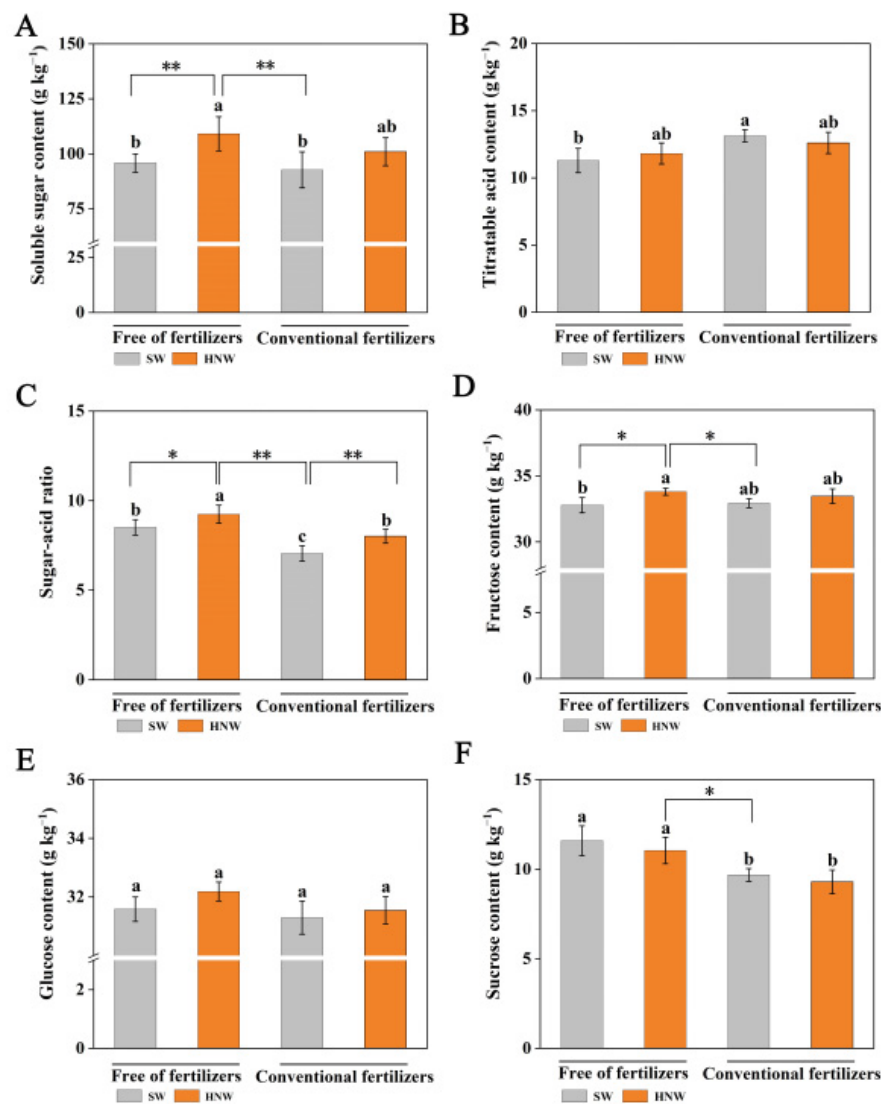 A
Soluble sugar content (g kg⁻¹)
150
125
100
75
25
0
**
**
b
a
b
ab
Free of fertilizers
Conventional fertilizers
SW
HNW
B
Titratable acid content (g kg⁻¹)
20
15
10
5
0
b
ab
a
ab
Free of fertilizers
Conventional fertilizers
SW
HNW
C
Sugar-acid ratio
15
10
5
0
*
**
**
b
a
c
b
Free of fertilizers
Conventional fertilizers
SW
HNW
D
Fructose content (g kg⁻¹)
40
35
30
5
0
*
*
b
a
ab
ab
Free of fertilizers
Conventional fertilizers
SW
HNW
E
Glucose content (g kg⁻¹)
36
34
32
2
0
a
a
a
a
Free of fertilizers
Conventional fertilizers
SW
HNW
F
Sucrose content (g kg⁻¹)
15
10
5
0
*
a
a
b
b
Free of fertilizers
Conventional fertilizers
SW
HNW